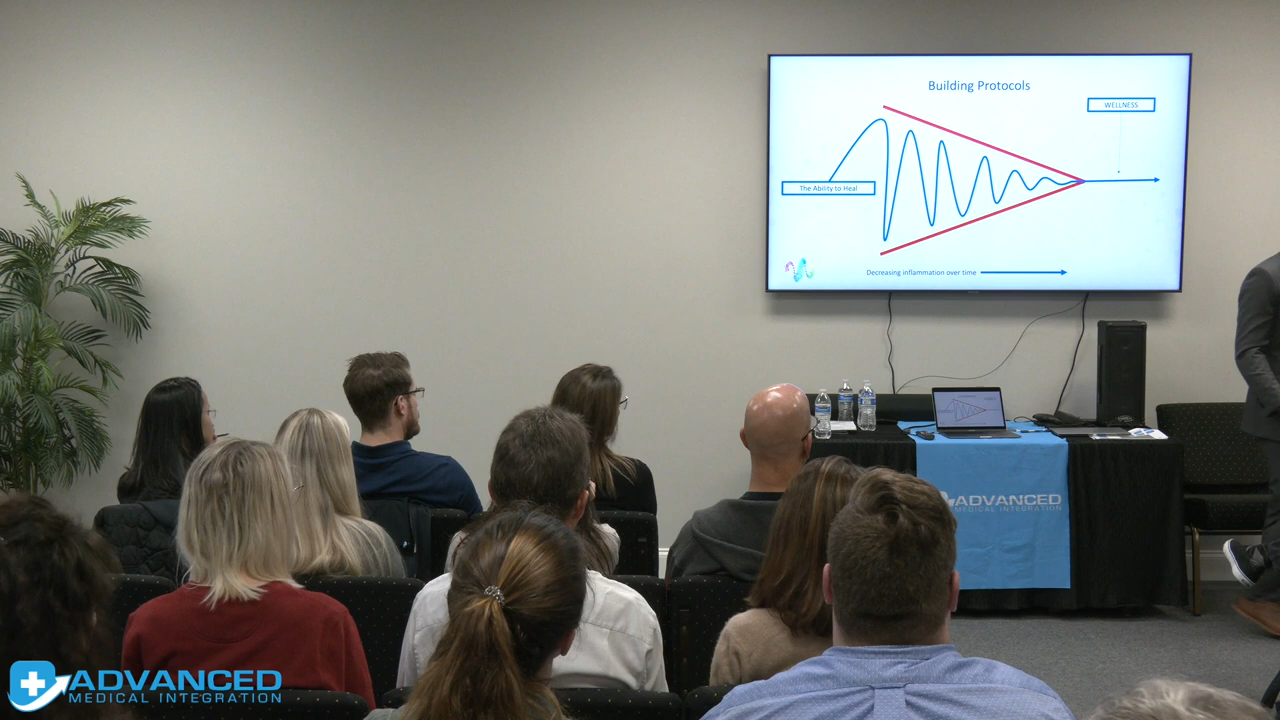 Building Protocols
WELLNESS
The Ability to Heal
Decreasing inflammation over time
ADVANCED
MEDICAL INTEGRATION
ADVANCED
MEDICAL INTEGRATION